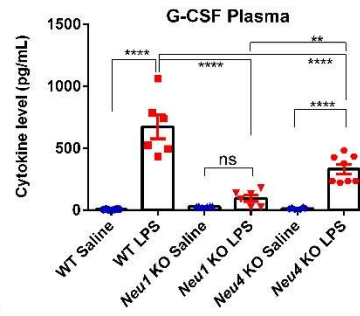 G-CSF Plasma
Cytokine level (pg/mL)
1500
1000
500
0
****
****
ns
**
****
****
WT Saline
WT LPS
Neu1 KO Saline
Neu1 KO LPS
Neu4 KO Saline
Neu4 KO LPS